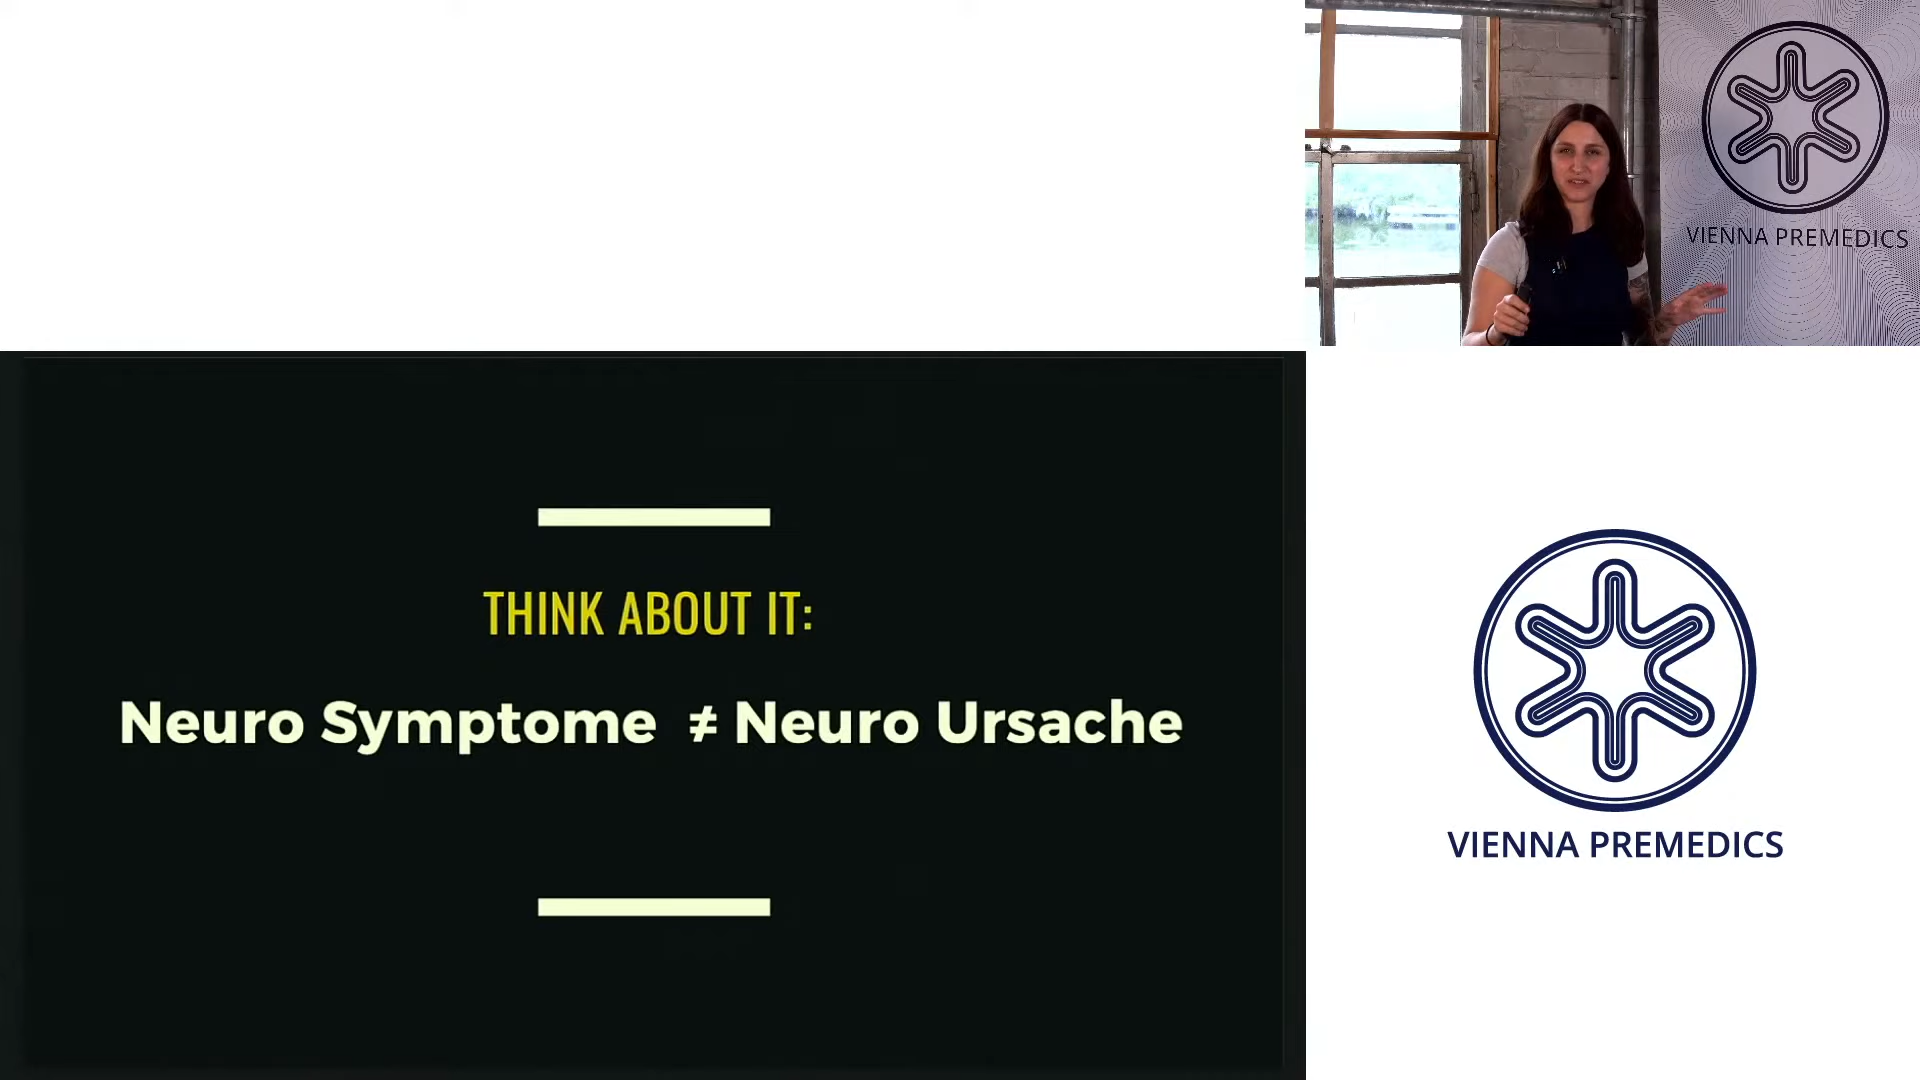 VIENNA PREMEDICS
THINK ABOUT IT:
Neuro Symptome ≠ Neuro Ursache
VIENNA PREMEDICS